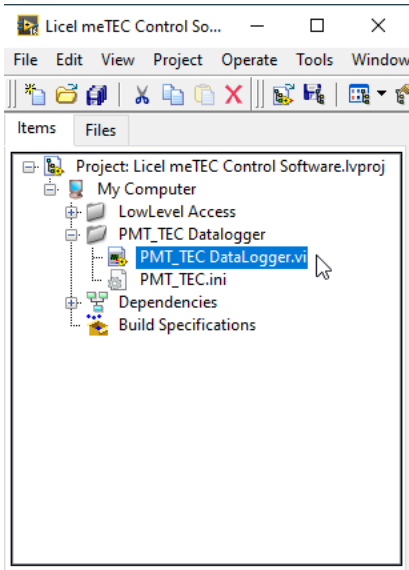 Licel meTEC Control So...
File Edit View Project Operate Tools Window
Items Files
Project: Licel meTEC Control Software.lvproj
My Computer
LowLevel Access
PMT_TEC Datalogger
PMT_TEC DataLogger.vi
PMT_TEC.ini
Dependencies
Build Specifications